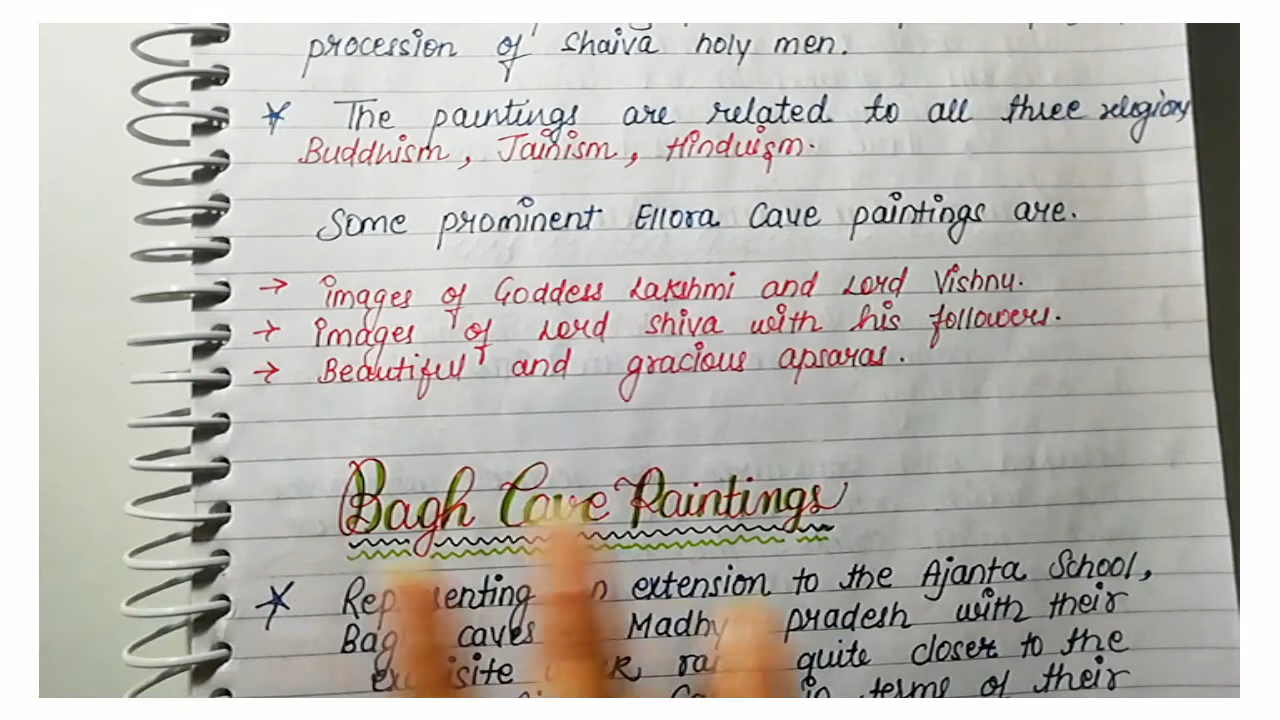 procession of Shaiva holy men.
* The paintings are related to all three religions
Buddhism, Jainism, Hinduism.
Some prominent Ellora Cave paintings are.
→ images of Goddess Lakshmi and Lord Vishnu.
→ images of Lord Shiva with his followers.
→ Beautiful and gracious apsaras.
Bagh Cave Paintings
* extension to the Ajanta School,
caves Madhy pradesh with their
quite closer to the
in terms of their